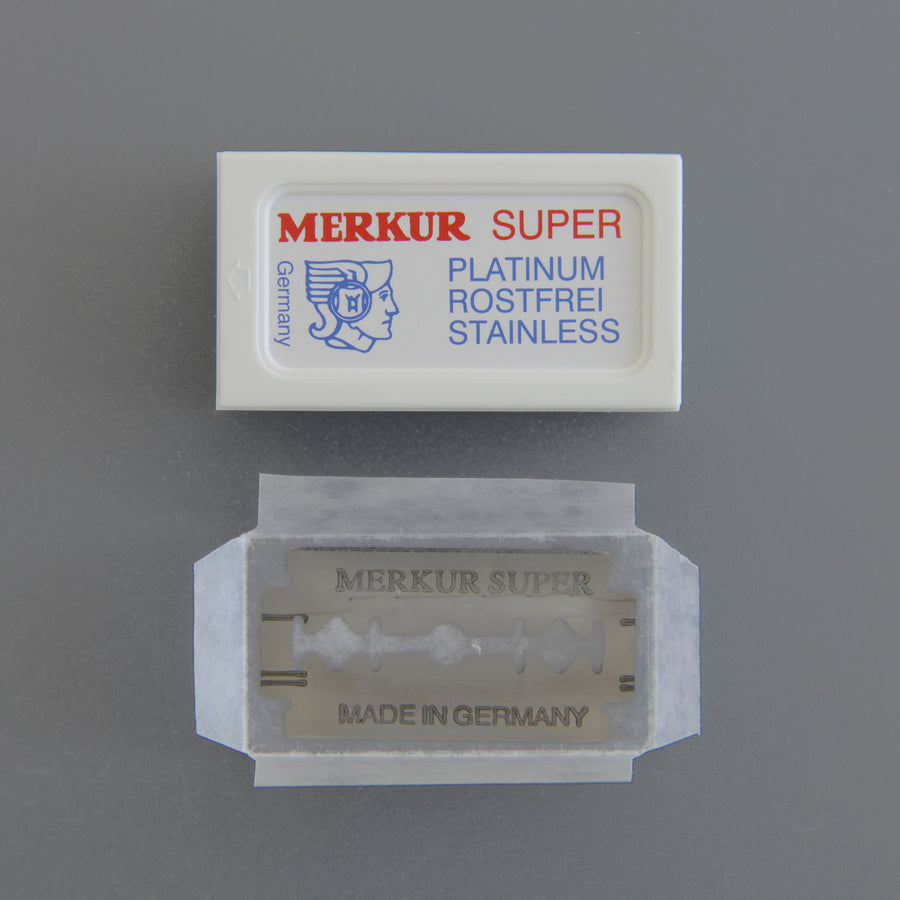 MERKUR SUPER
Germany
PLATINUM
ROSTFREI
STAINLESS
MERKUR SUPER
MADE IN GERMANY